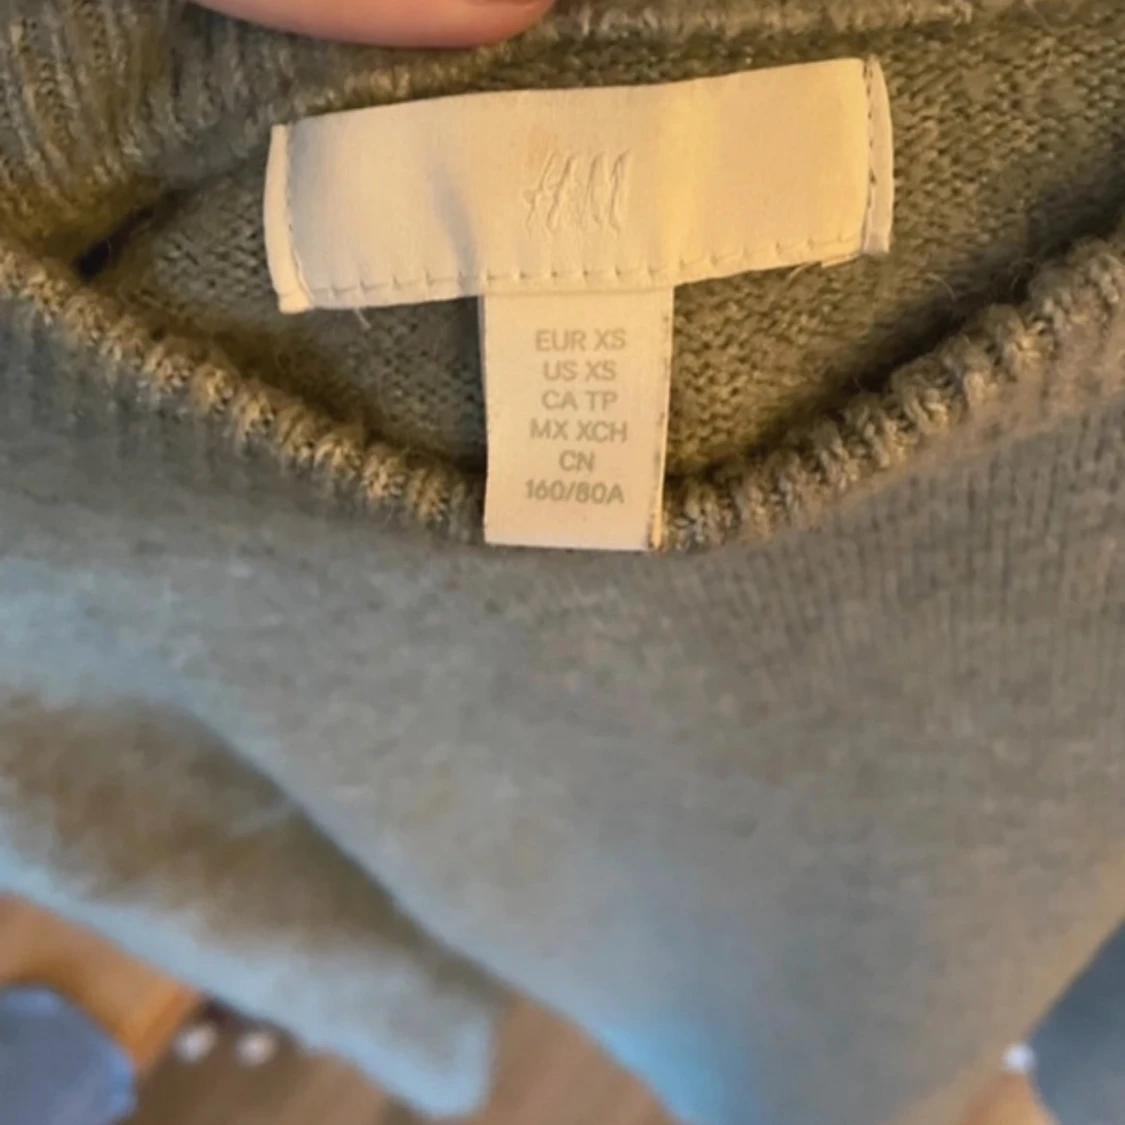 H&M
EUR XS
US XS
CA TP
MX XCH
CN
160/80A